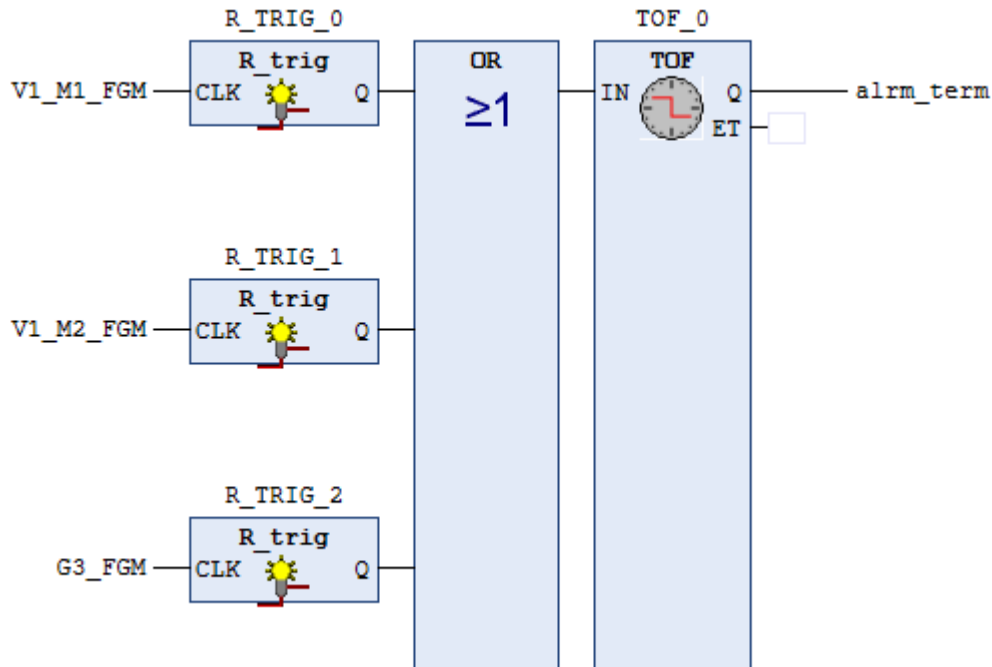 R_TRIG_0 TOF_0
R_trig OR TOF
V1_M1_FGM CLK Q ≥1 IN Q alrm_term
ET
R_TRIG_1
R_trig
V1_M2_FGM CLK Q
R_TRIG_2
R_trig
G3_FGM CLK Q